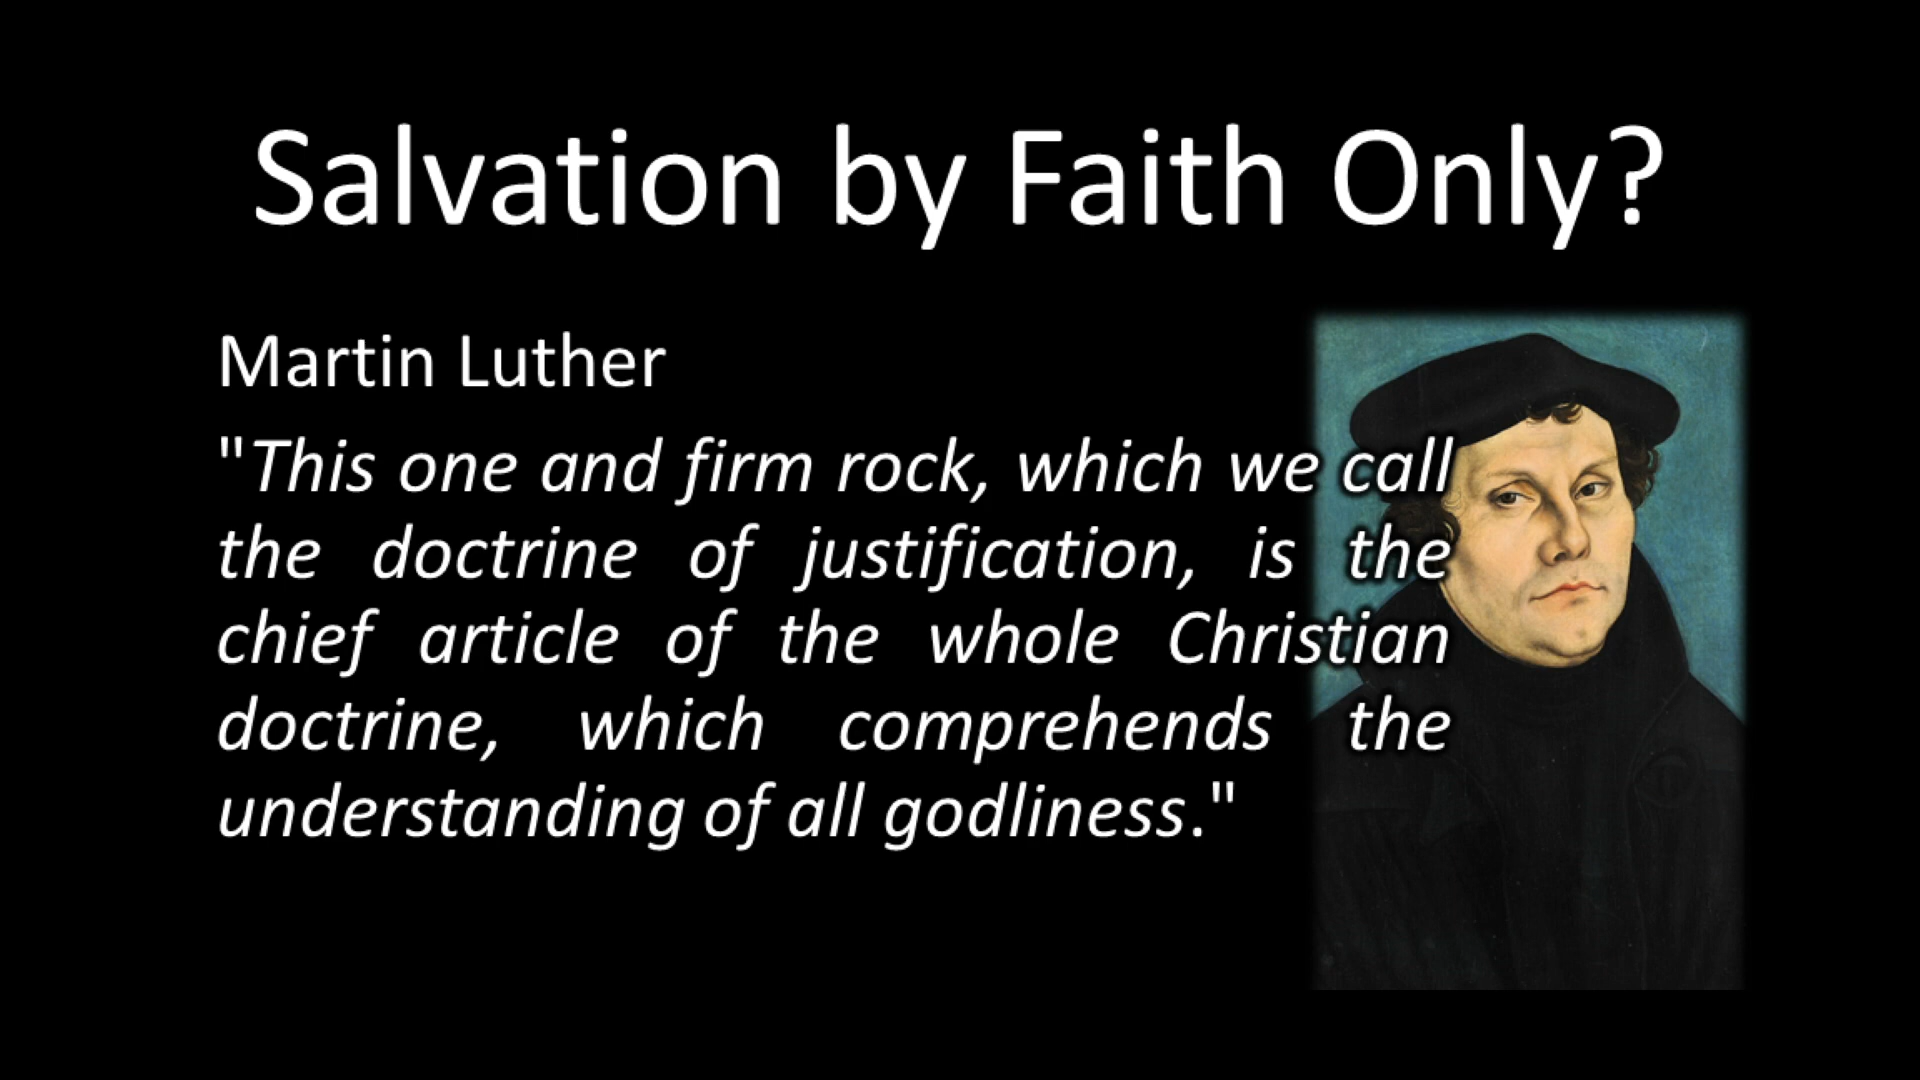 Salvation by Faith Only?
Martin Luther
"This one and firm rock, which we call
the doctrine of justification, is the
chief article of the whole Christian
doctrine, which comprehends the
understanding of all godliness."